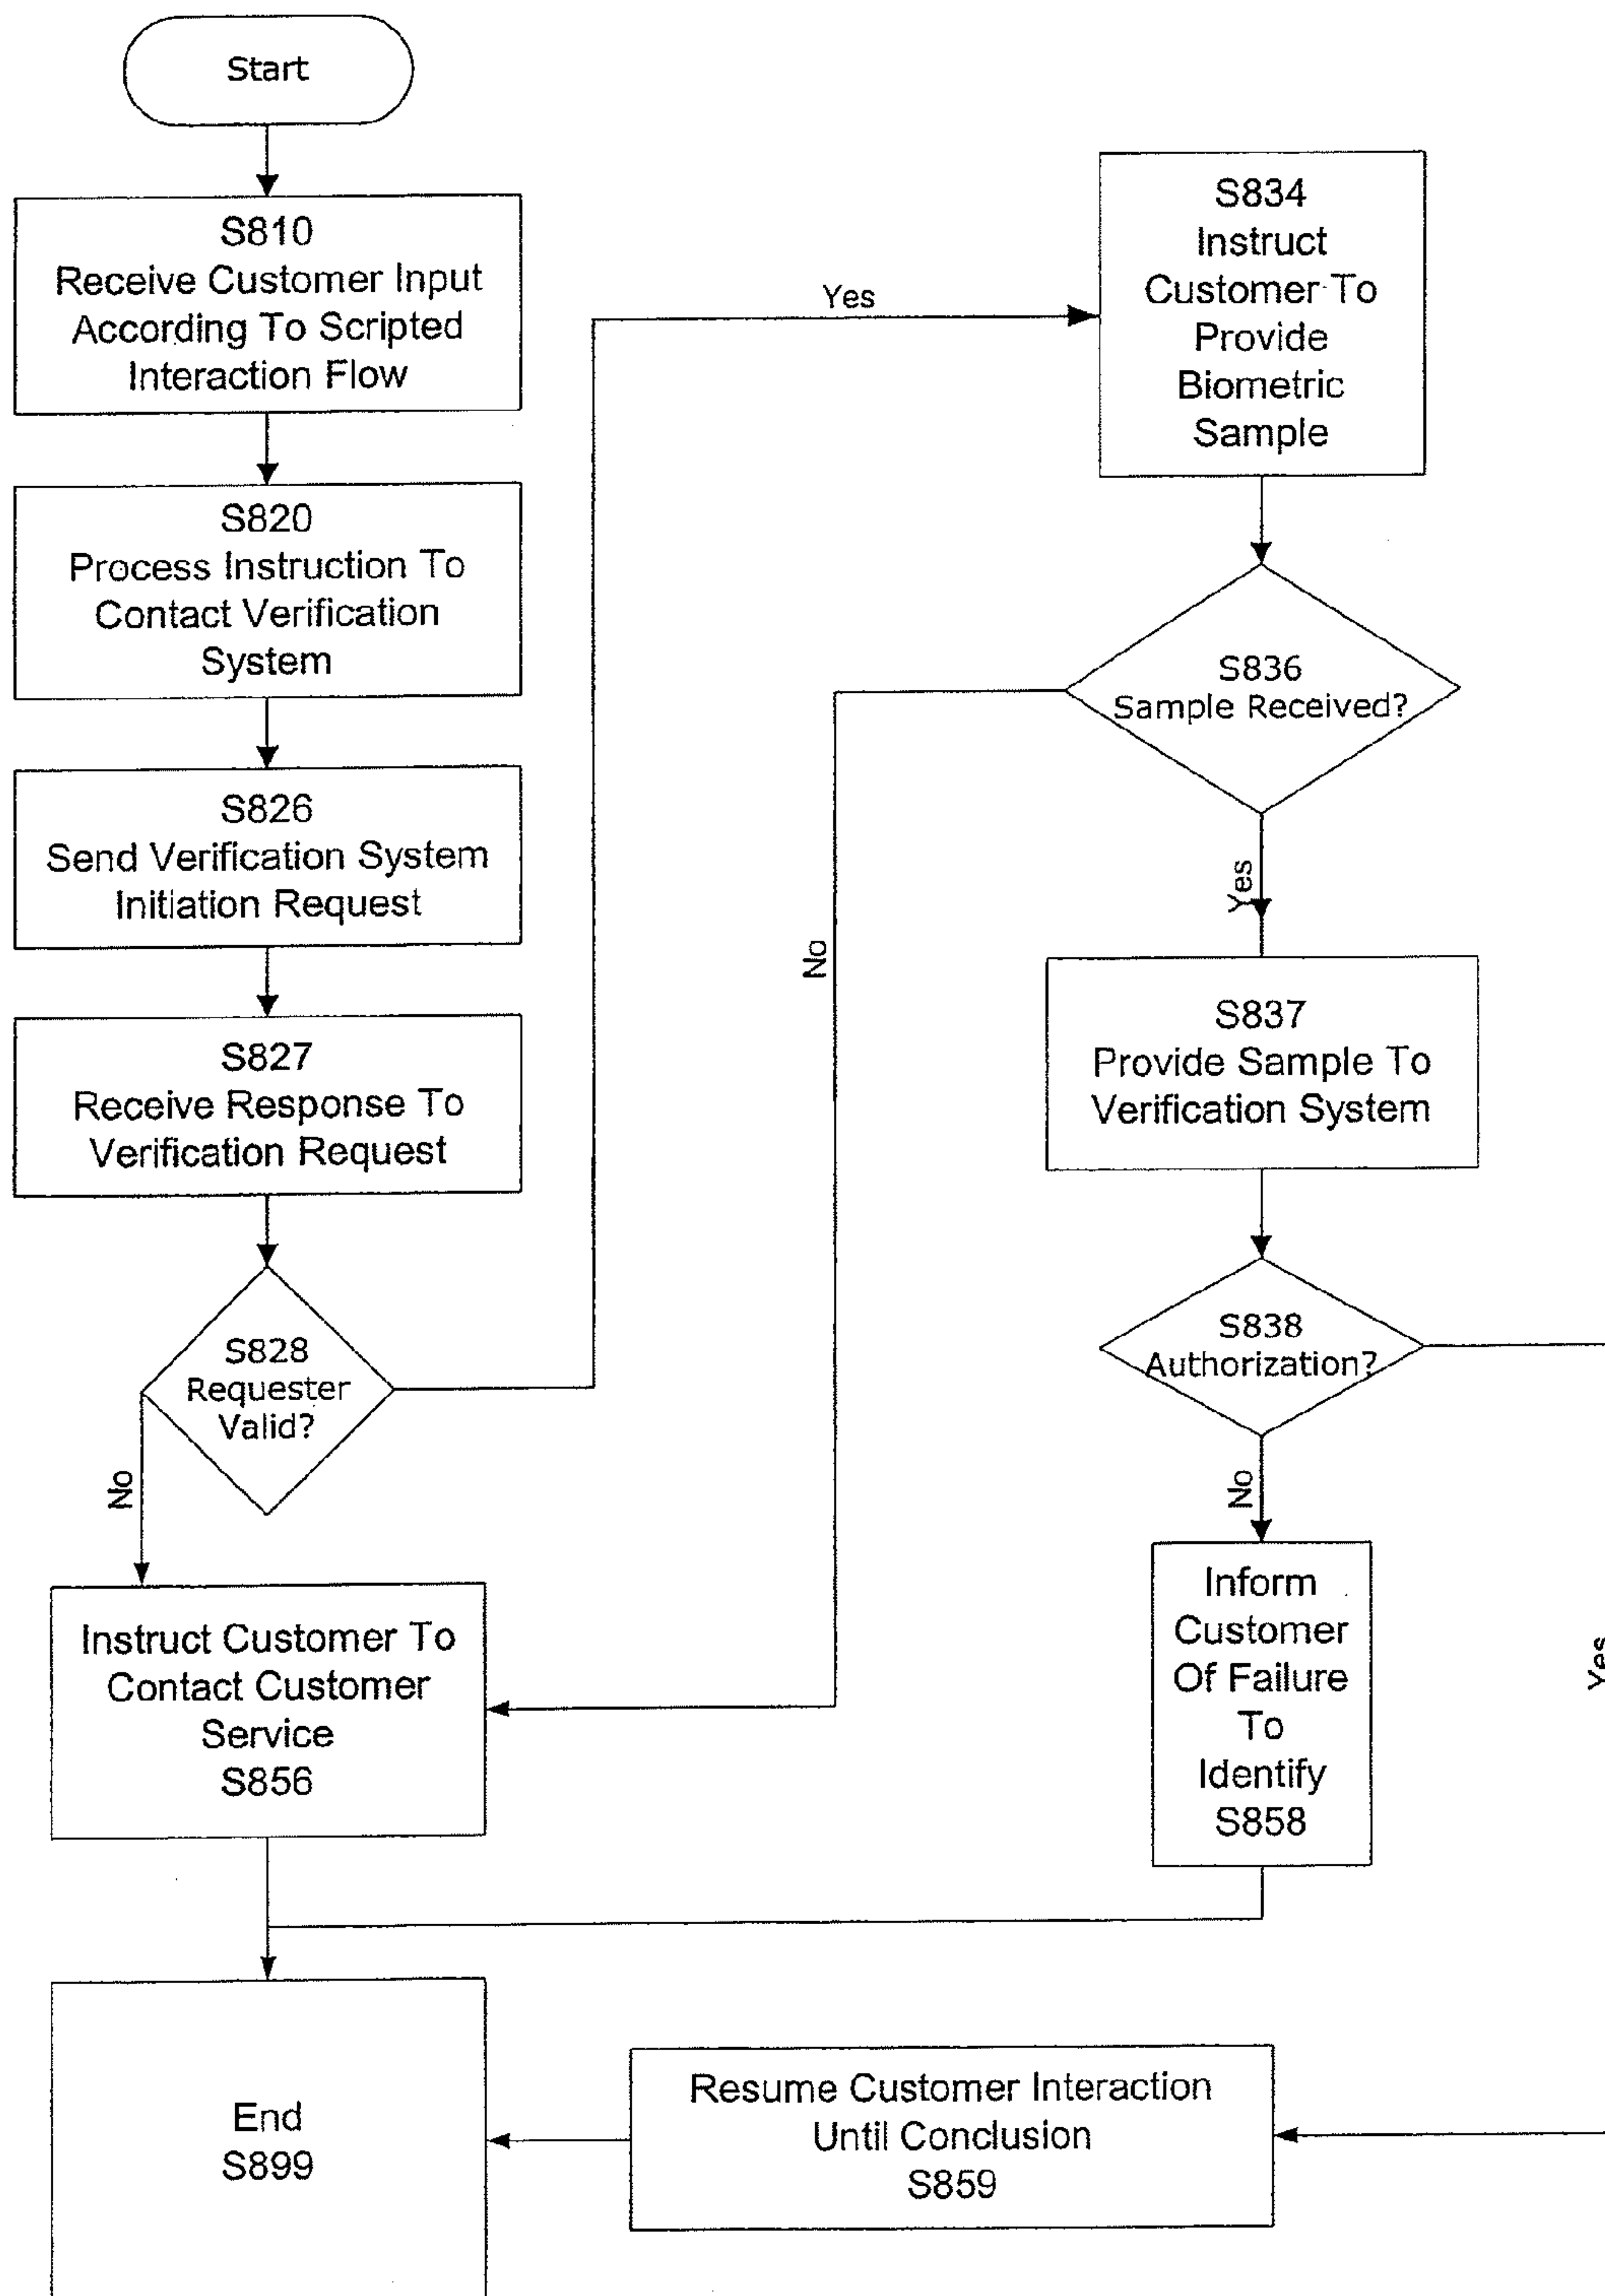 Start
S810
Receive Customer Input
According To Scripted
Interaction Flow
S820
Process Instruction To
Contact Verification
System
S826
Send Verification System
Initiation Request
S827
Receive Response To
Verification Request
S828
Requester
Valid?
No
Yes
Instruct Customer To
Contact Customer
Service
S856
S834
Instruct
Customer To
Provide
Biometric
Sample
S836
Sample Received?
No
Yes
S837
Provide Sample To
Verification System
S838
Authorization?
No
Yes
Inform
Customer
Of Failure
To
Identify
S858
Resume Customer Interaction
Until Conclusion
S859
End
S899